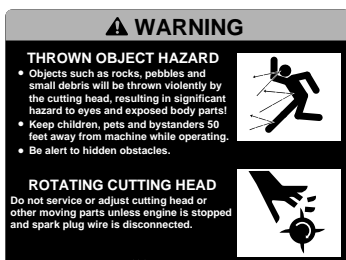 WARNING
THROWN OBJECT HAZARD
• Objects such as rocks, pebbles and
small debris will be thrown violently by
the cutting head, resulting in significant
hazard to eyes and exposed body parts!
• Keep children, pets and bystanders 50
feet away from machine while operating.
• Be alert to hidden obstacles.
ROTATING CUTTING HEAD
Do not service or adjust cutting head or
other moving parts unless engine is stopped
and spark plug wire is disconnected.